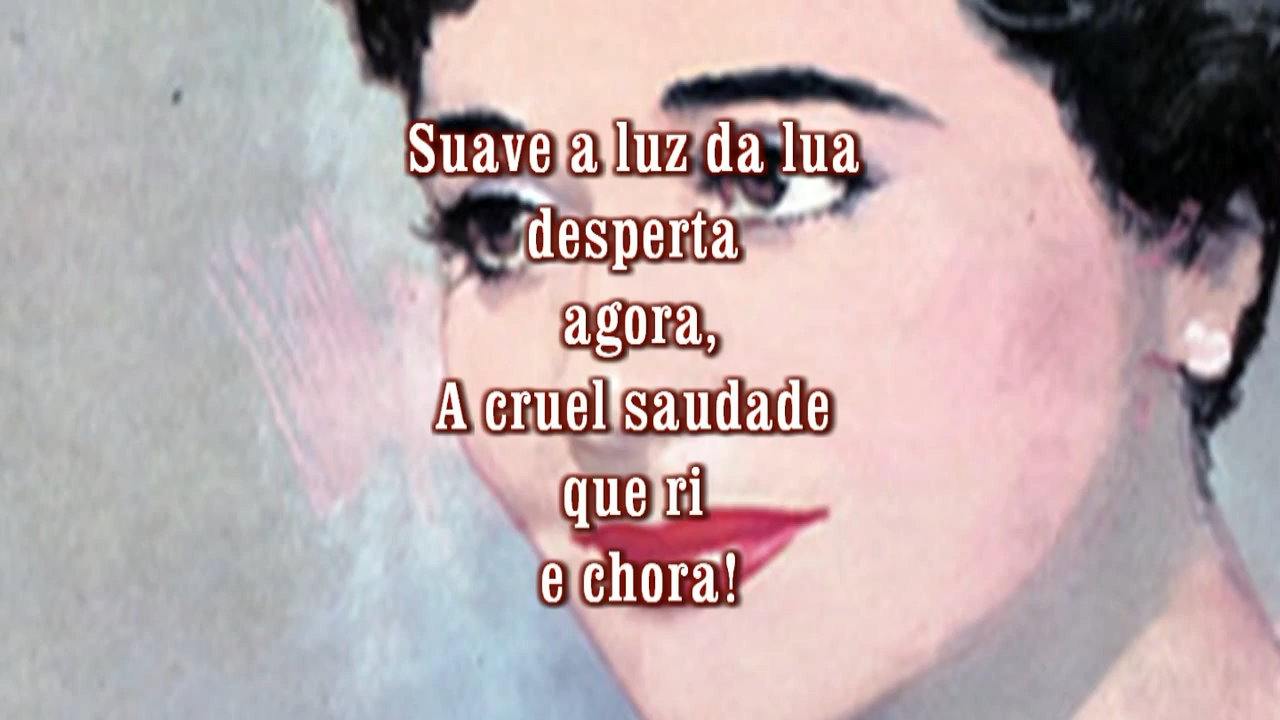 Suave a luz da lua
desperta
agora,
A cruel saudade
que ri
e chora!